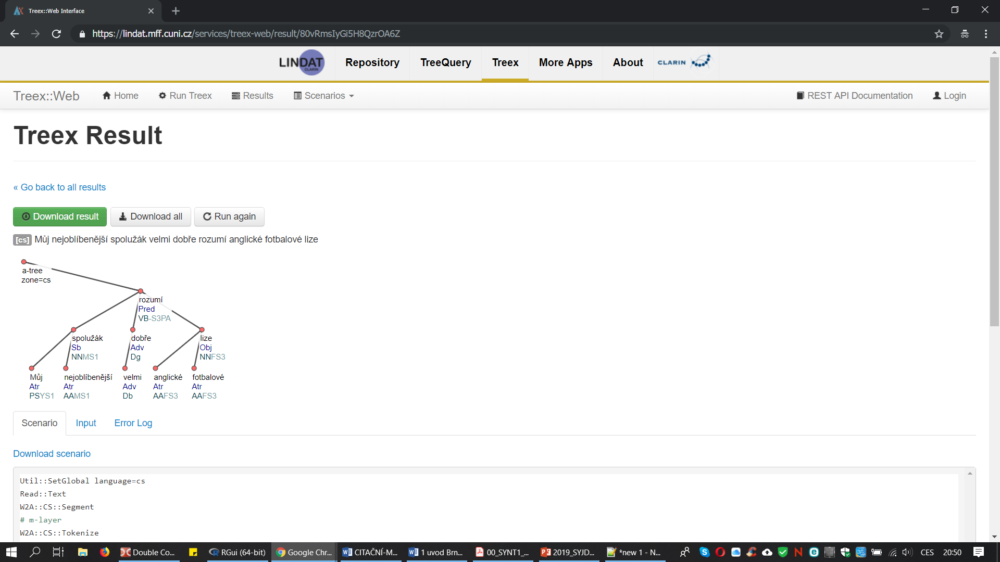 Treex::Web Interface
https://lindat.mff.cuni.cz/services/treex-web/result/80vRmsIyGi5H8QzrOA6Z
LINDAT CLARIN Repository TreeQuery Treex More Apps About CLARIN
Treex::Web Home Run Treex Results Scenarios REST API Documentation Login
Treex Result
« Go back to all results
Download result Download all Run again
[cs] Můj nejoblíbenější spolužák velmi dobře rozumí anglické fotbalové lize
a-tree
zone=cs
rozumí
Pred
VB-S3PA
spolužák dobře lize
Sb Adv Obj
NNMS1 Dg NNFS3
Můj nejoblíbenější velmi anglické fotbalové
Atr Atr Adv Atr Atr
PSYS1 AAMS1 Db AAFS3 AAFS3
Scenario Input Error Log
Download scenario
Util::SetGlobal language=cs
Read::Text
W2A::CS::Segment
# m-layer
W2A::CS::Tokenize
Double Co... RGui (64-bit) Google Chr... CITAČNÍ-M... 1 uvod Brn... 00_SYNT1_... 2019_SYJD... *new 1 - N... CES 20:50